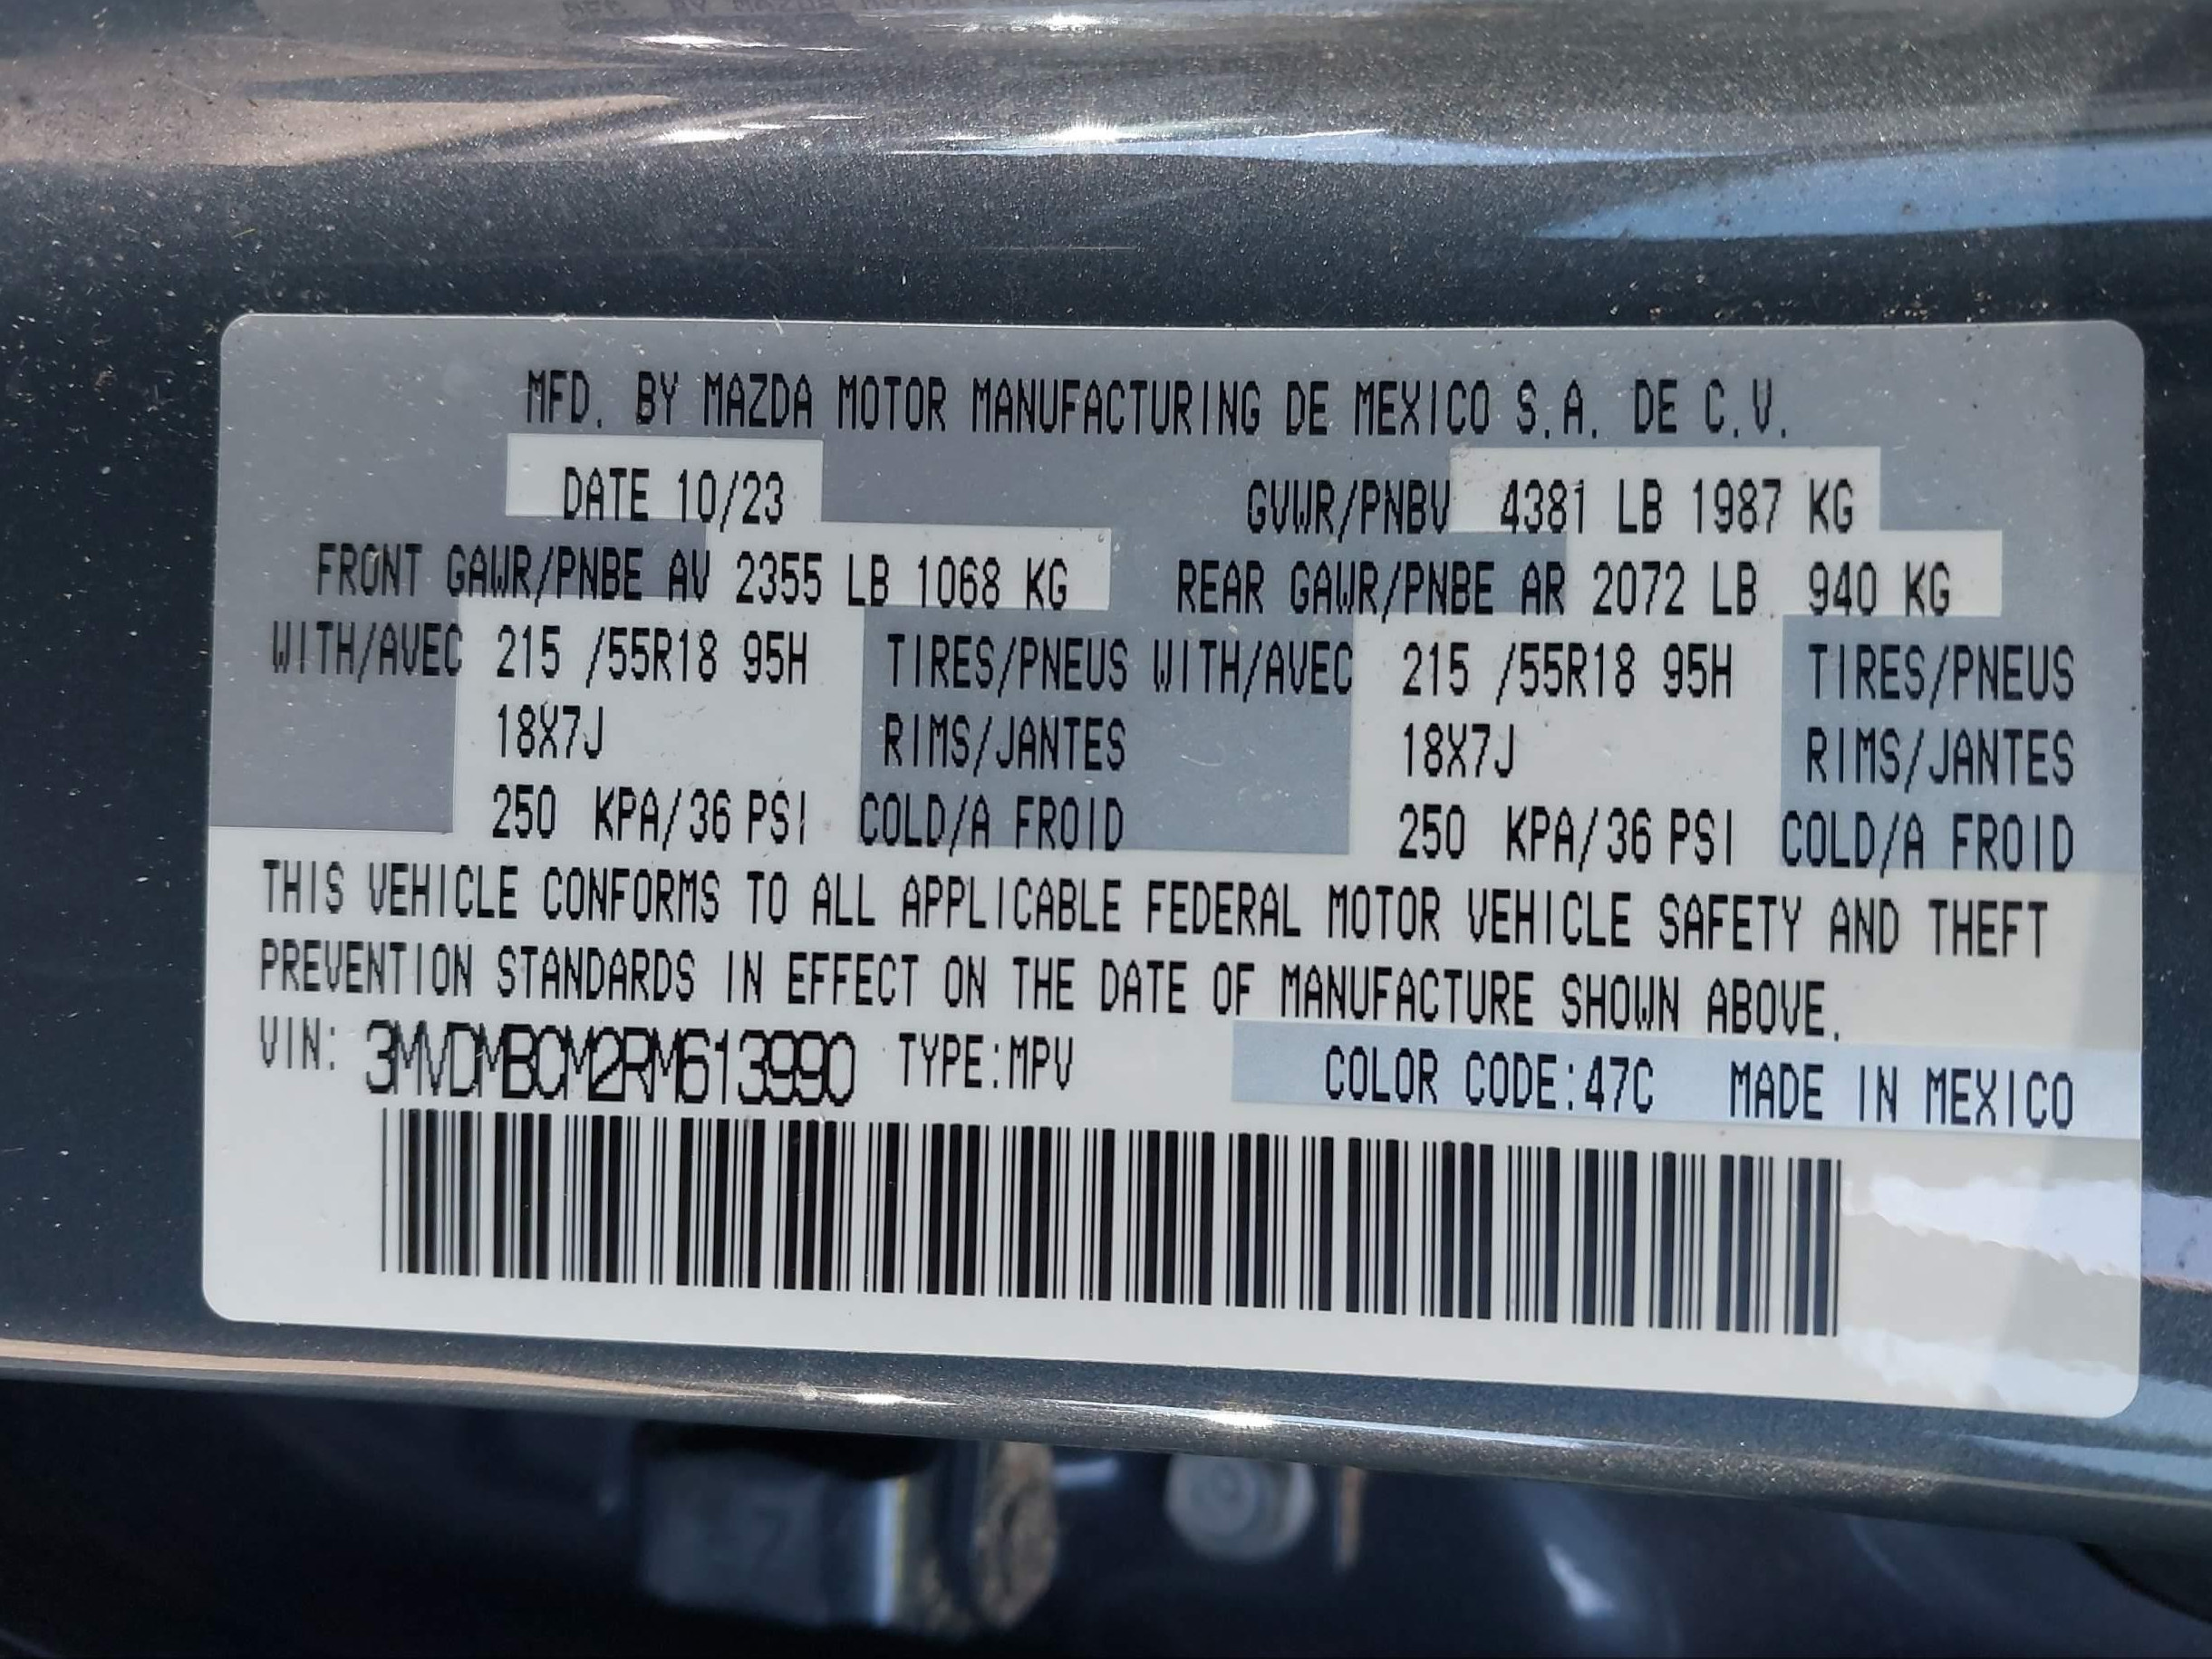 MFD. BY MAZDA MOTOR MANUFACTURING DE MEXICO S.A. DE C.V.
DATE 10/23 GVWR/PNBV 4381 LB 1987 KG
FRONT GAWR/PNBE AV 2355 LB 1068 KG REAR GAWR/PNBE AR 2072 LB 940 KG
WITH/AVEC 215 /55R18 95H TIRES/PNEUS WITH/AVEC 215 /55R18 95H TIRES/PNEUS
18X7J RIMS/JANTES 18X7J RIMS/JANTES
250 KPA/36 PSI COLD/A FROID 250 KPA/36 PSI COLD/A FROID
THIS VEHICLE CONFORMS TO ALL APPLICABLE FEDERAL MOTOR VEHICLE SAFETY AND THEFT
PREVENTION STANDARDS IN EFFECT ON THE DATE OF MANUFACTURE SHOWN ABOVE.
VIN: 3MVDMBCM2RM613990 TYPE:MPV COLOR CODE:47C MADE IN MEXICO